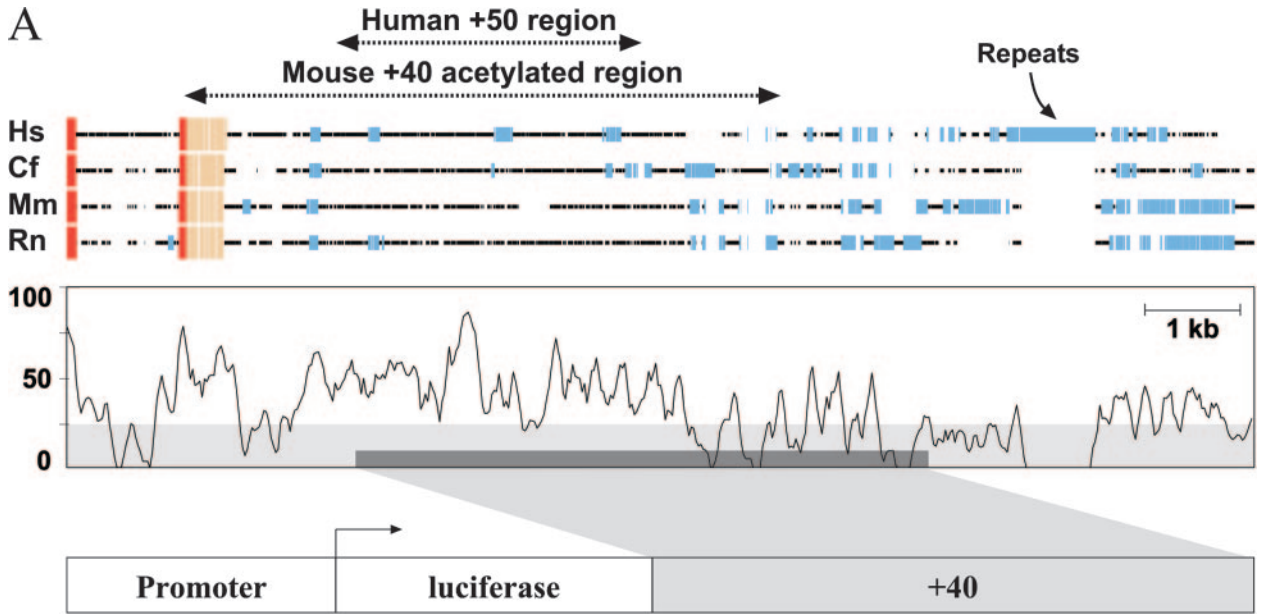 A
Human +50 region
Mouse +40 acetylated region
Repeats
Hs
Cf
Mm
Rn
100
50
0
1 kb
Promoter luciferase +40